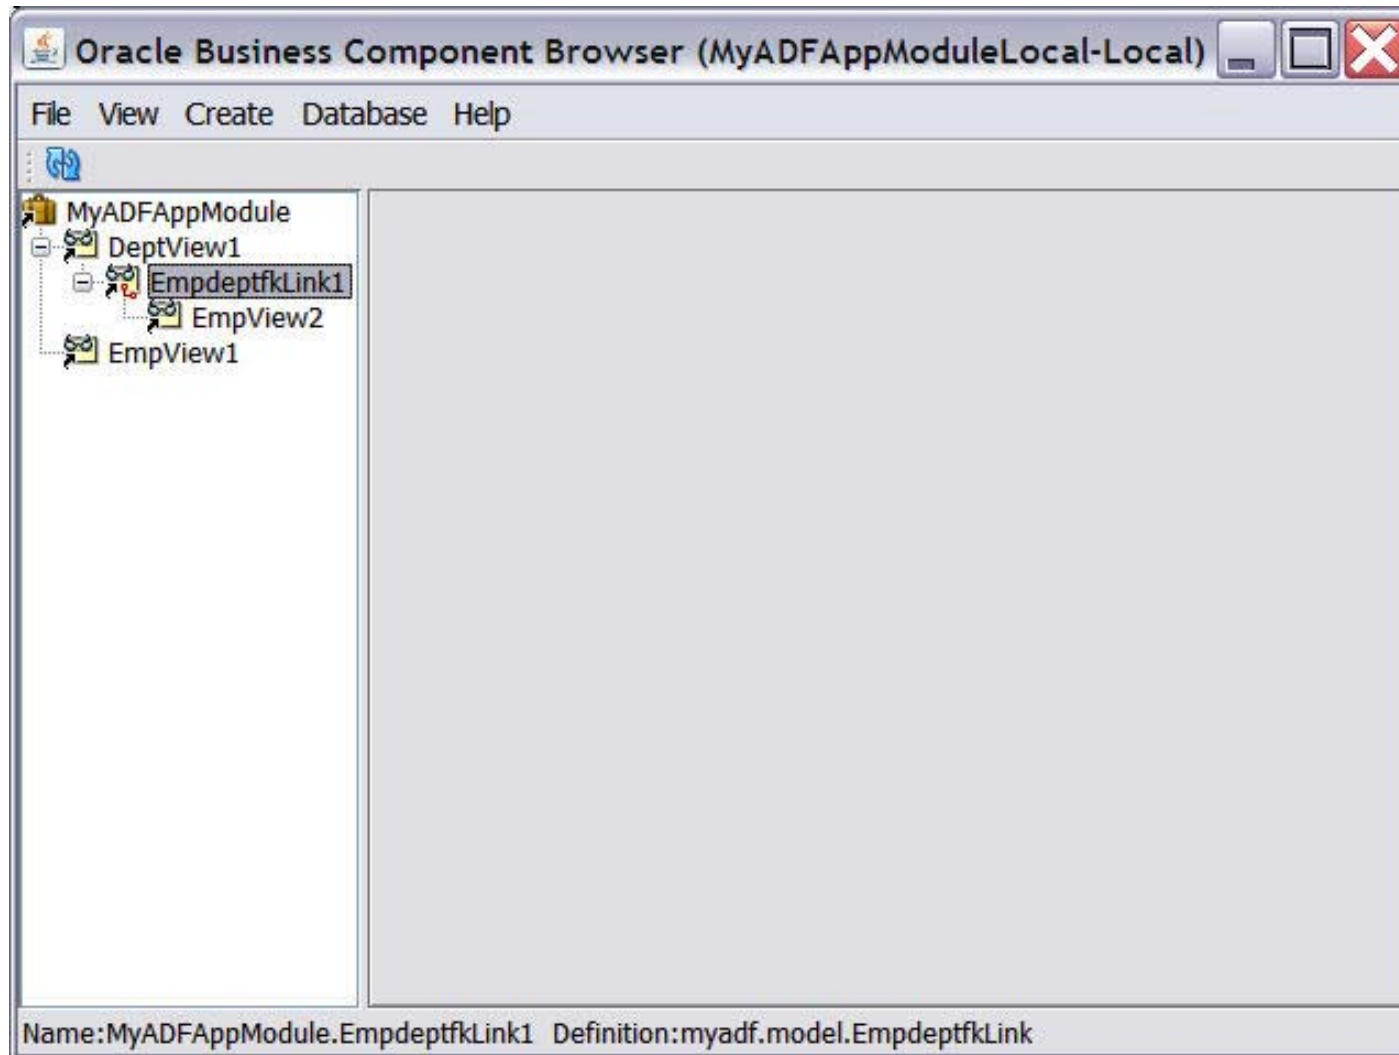 Oracle Business Component Browser (MyADFAppModuleLocal-Local)
File View Create Database Help
MyADFAppModule
DeptView1
EmpdeptfkLink1
EmpView2
EmpView1
Name:MyADFAppModule.EmpdeptfkLink1 Definition:myadf.model.EmpdeptfkLink